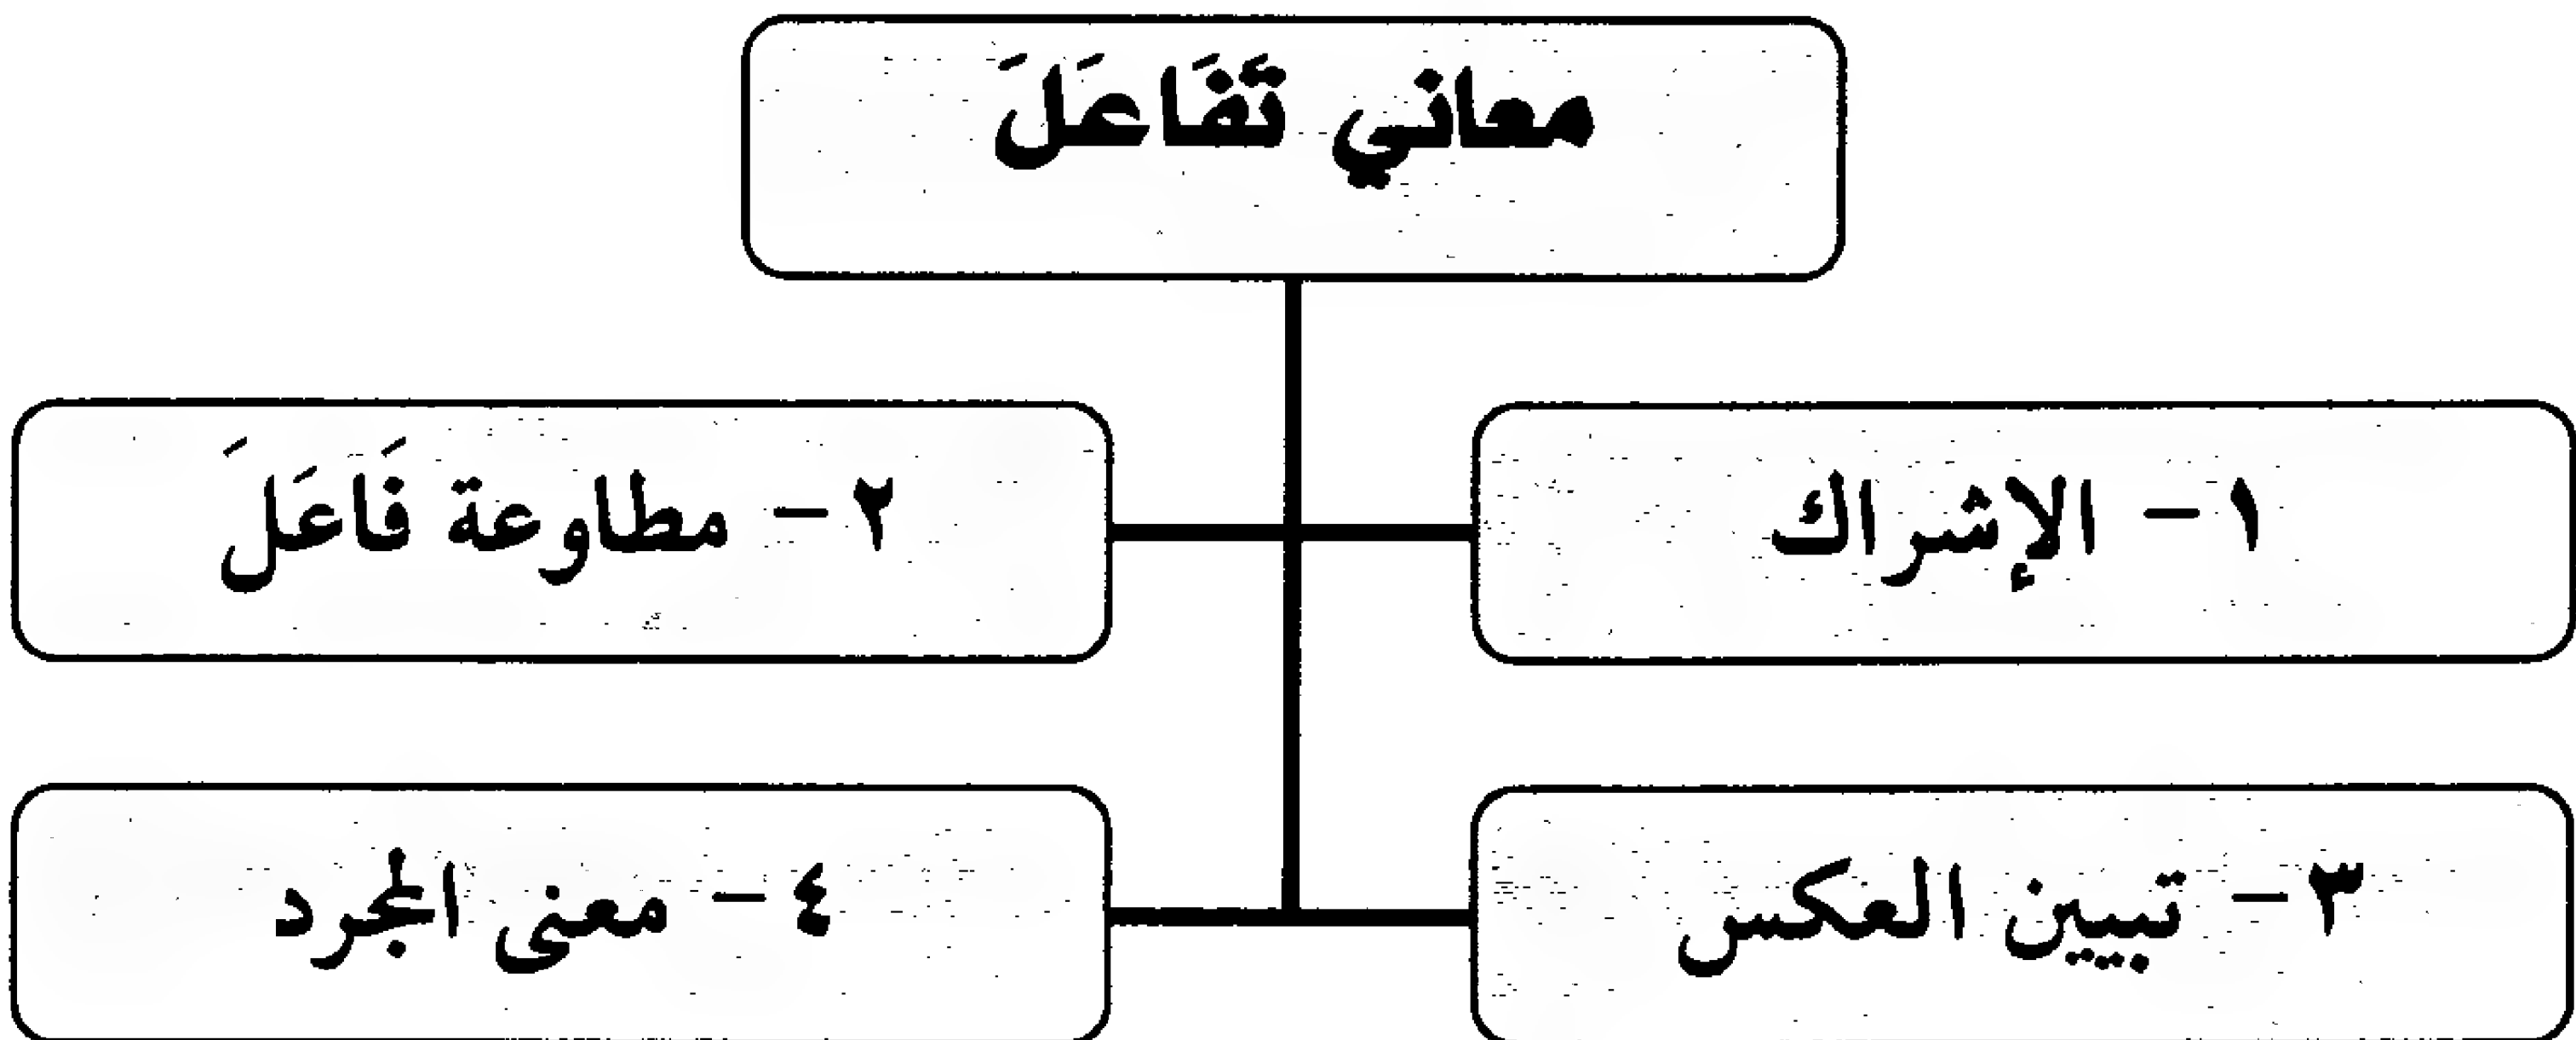 معاني تَفَاعَلَ
١ - الإشراك
٢ - مطاوعة فَاعَلَ
٣ - تبيين العكس
٤ - معنى المجرد